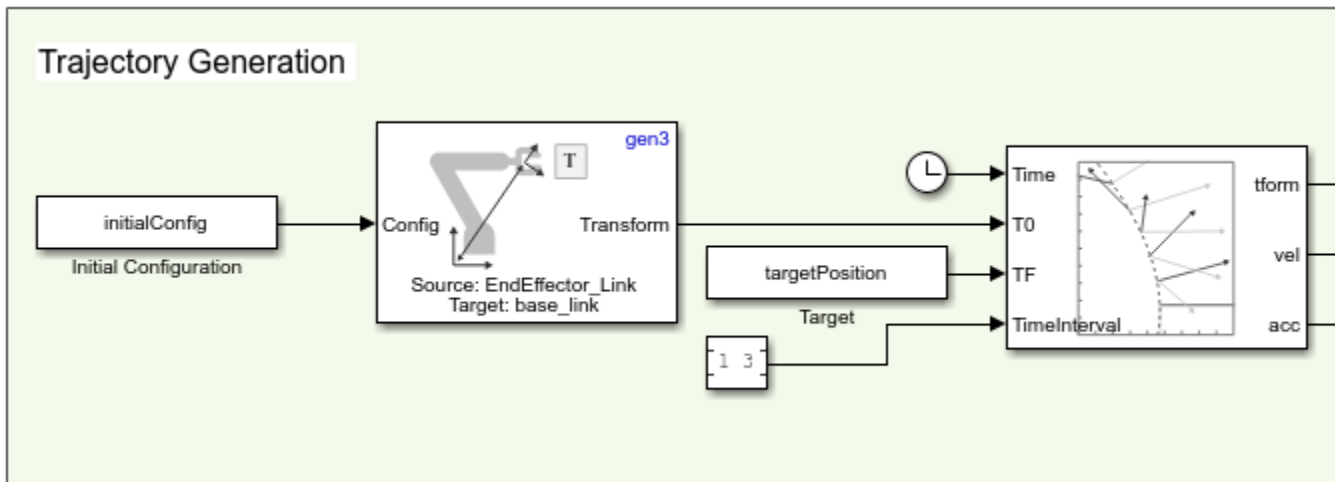 Trajectory Generation
gen3
T
initialConfig
Initial Configuration
Config
Transform
Source: EndEffector_Link
Target: base_link
targetPosition
Target
1 3
Time
T0
TF
TimeInterval
tform
vel
acc